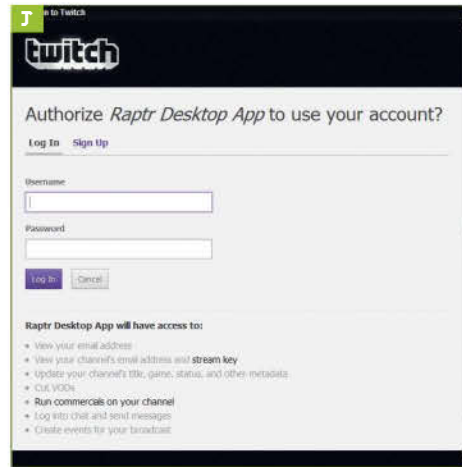 J
n to Twitch
twitch
Authorize Raptr Desktop App to use your account?
Log In Sign Up
Username
Password
Log In Cancel
Raptr Desktop App will have access to:
• View your email address
• View your channel's email address and stream key
• Update your channel's title, game, status, and other metadata
• Cut VODs
• Run commercials on your channel
• Log into chat and send messages
• Create events for your broadcast